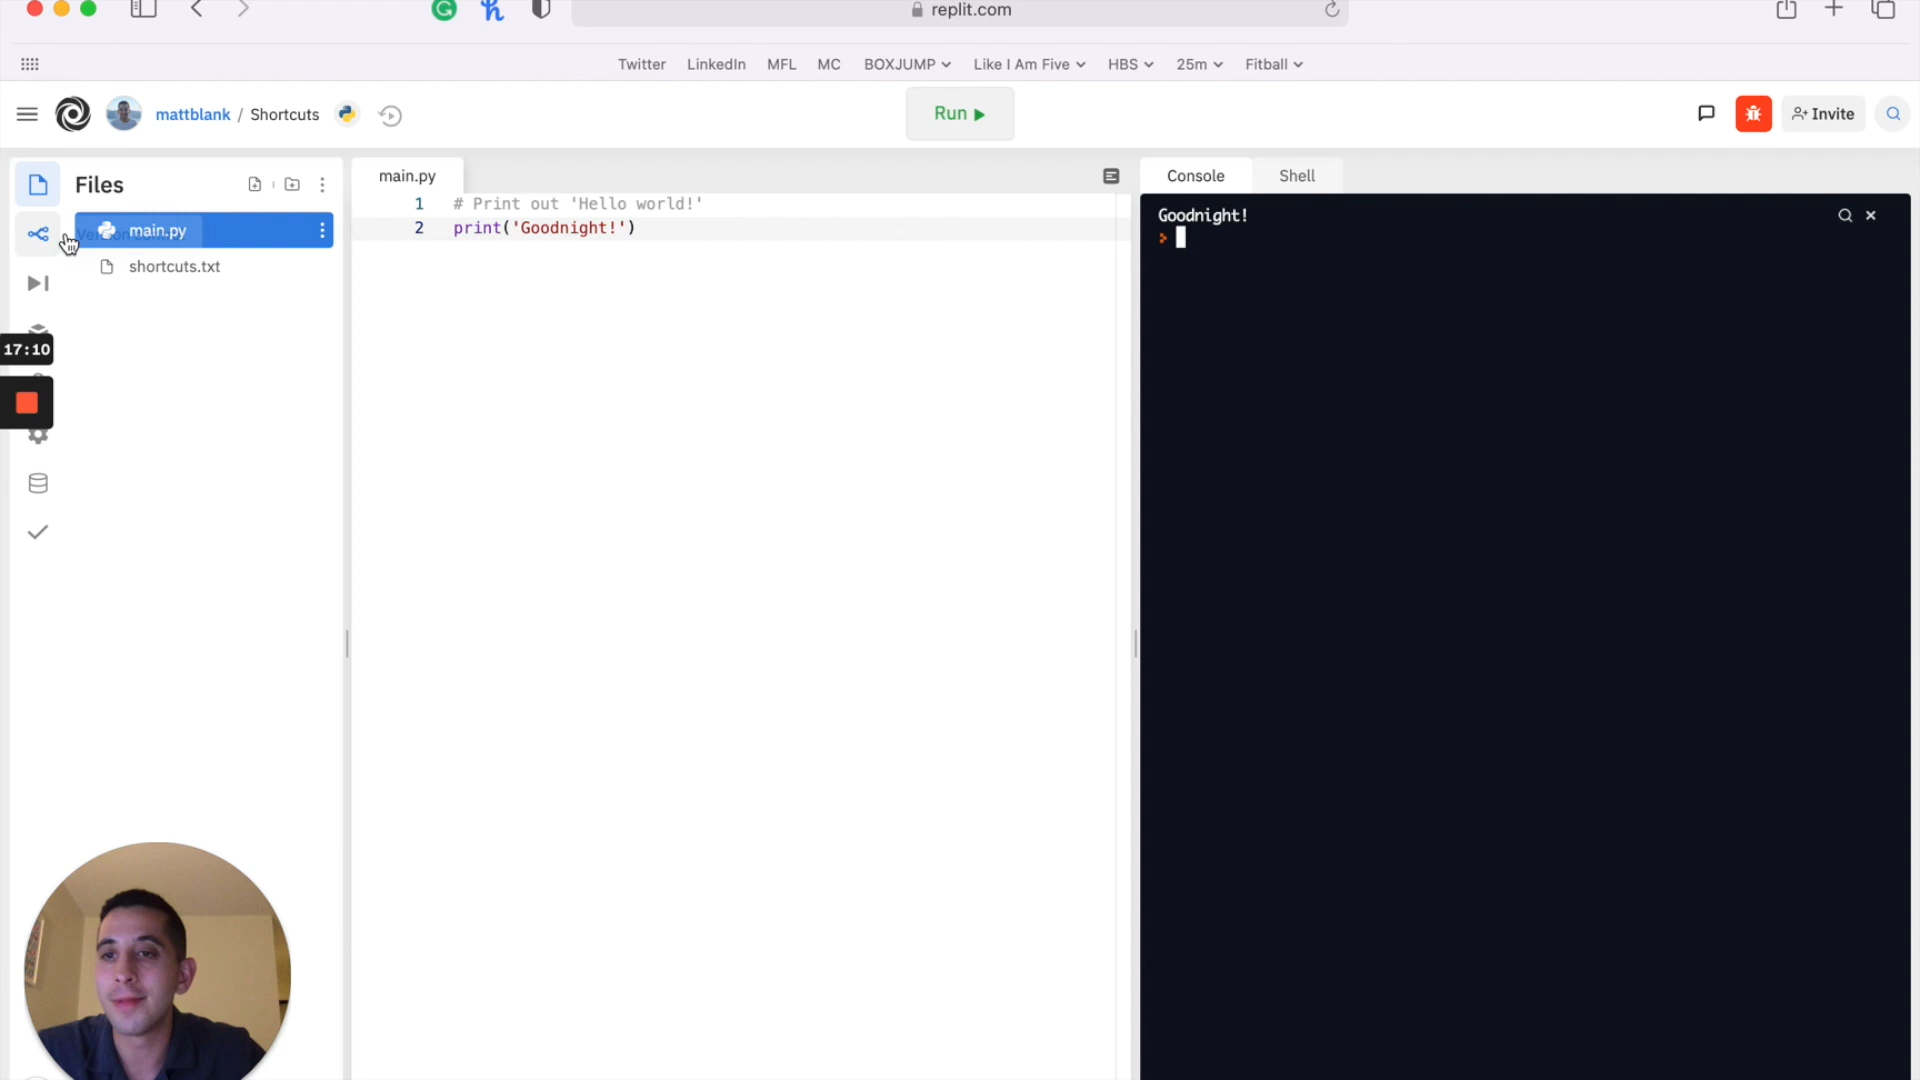 replit.com
Twitter LinkedIn MFL MC BOXJUMP Like I Am Five HBS 25m Fitball
mattblank / Shortcuts Run Invite
Files
main.py
shortcuts.txt
17:10
main.py
1 # Print out 'Hello world!'
2 print('Goodnight!')
Console Shell
Goodnight!
>